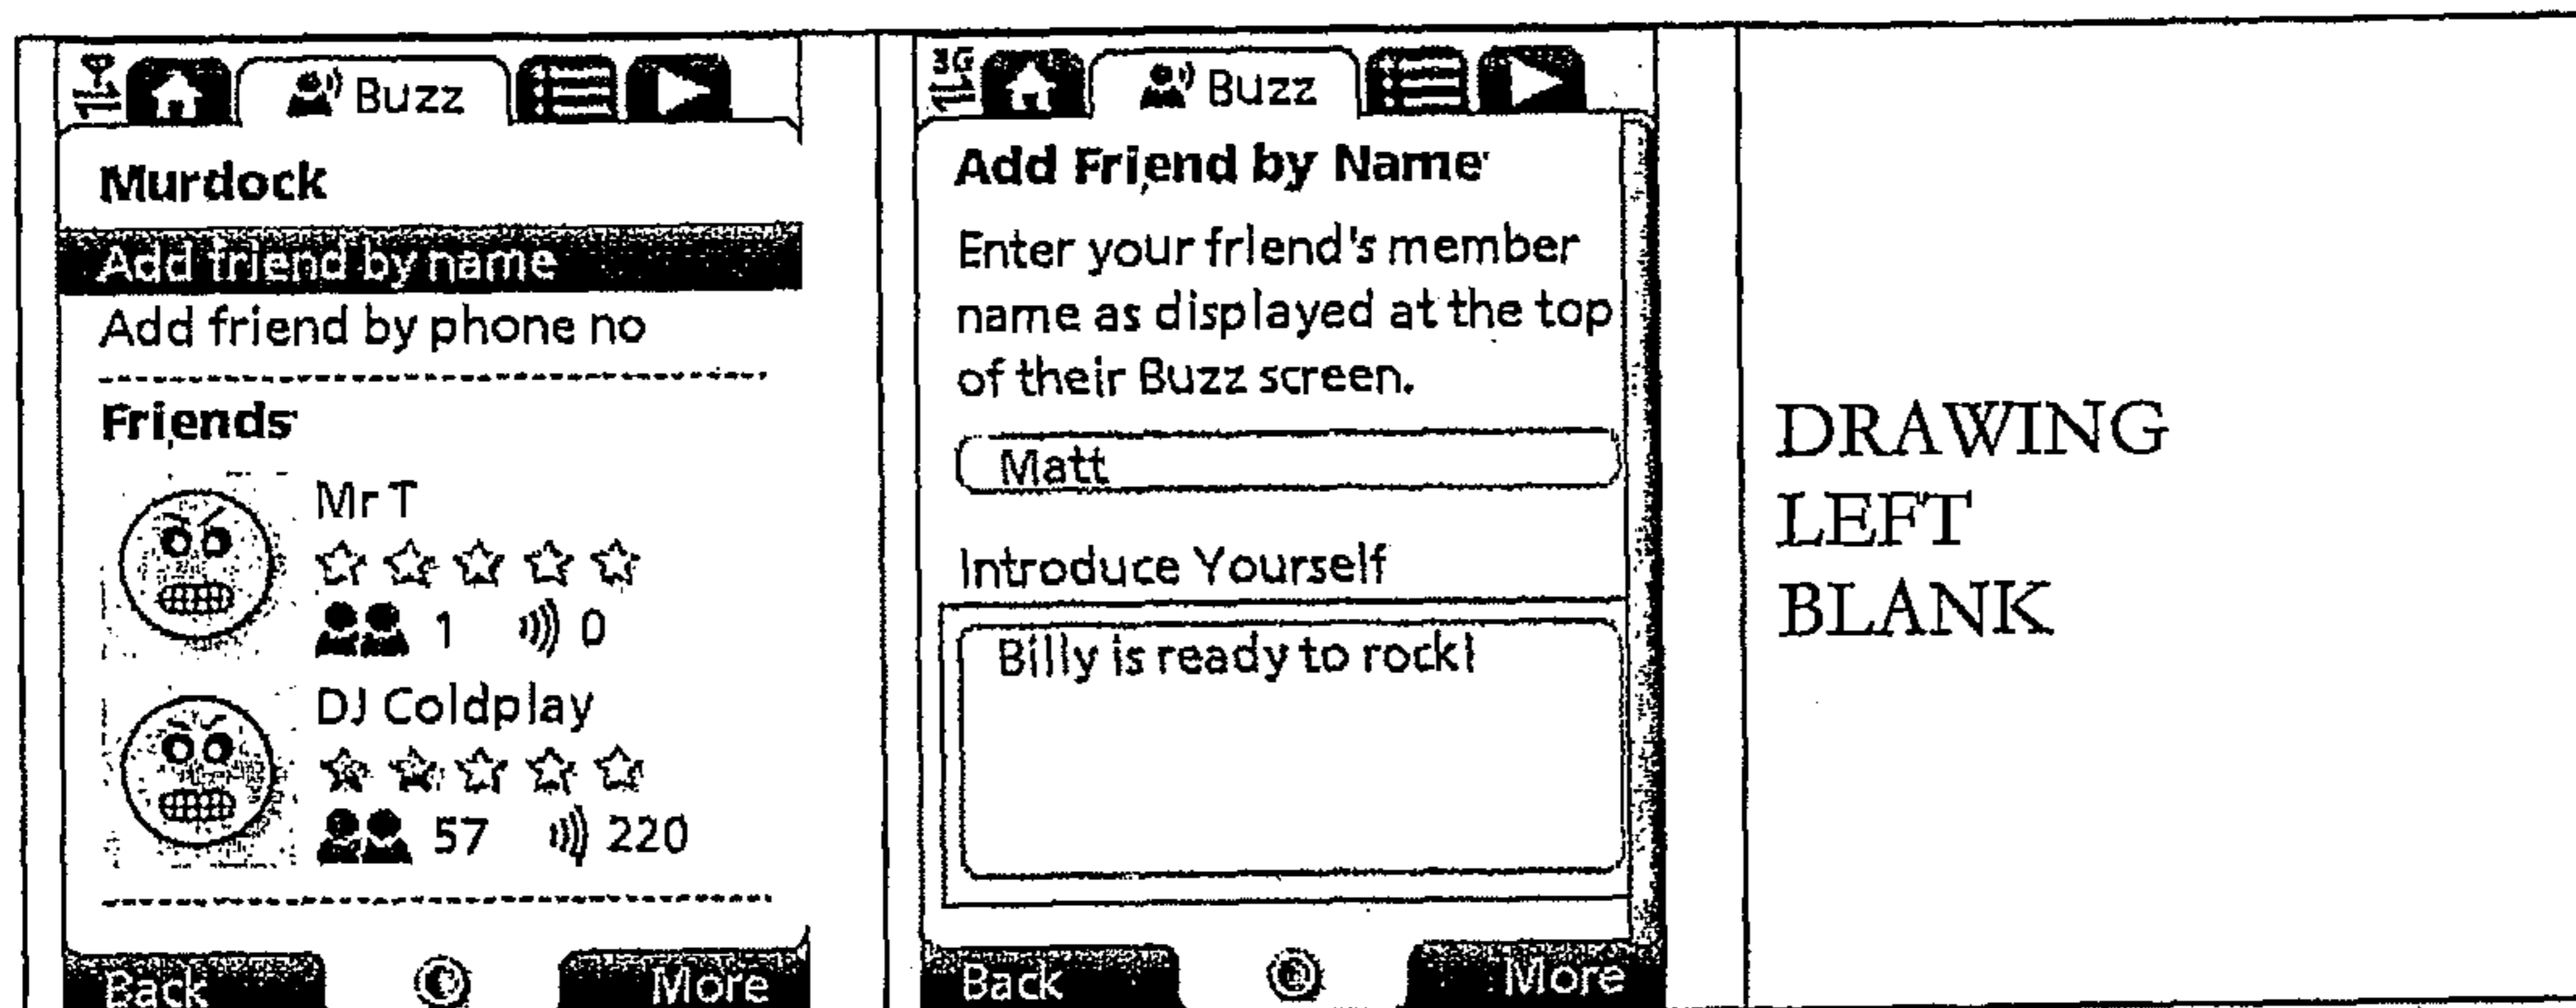 Buzz
Murdock
Add friend by name
Add friend by phone no
Friends
Mr T
1 0
DJ Coldplay
57 220
Back More
3G
Buzz
Add Friend by Name
Enter your friend's member
name as displayed at the top
of their Buzz screen.
Matt
Introduce Yourself
Billy is ready to rock!
Back More
DRAWING
LEFT
BLANK